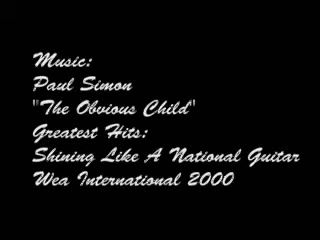 Music:
Paul Simon
"The Obvious Child"
Greatest Hits:
Shining Like A National Guitar
Wea International 2000